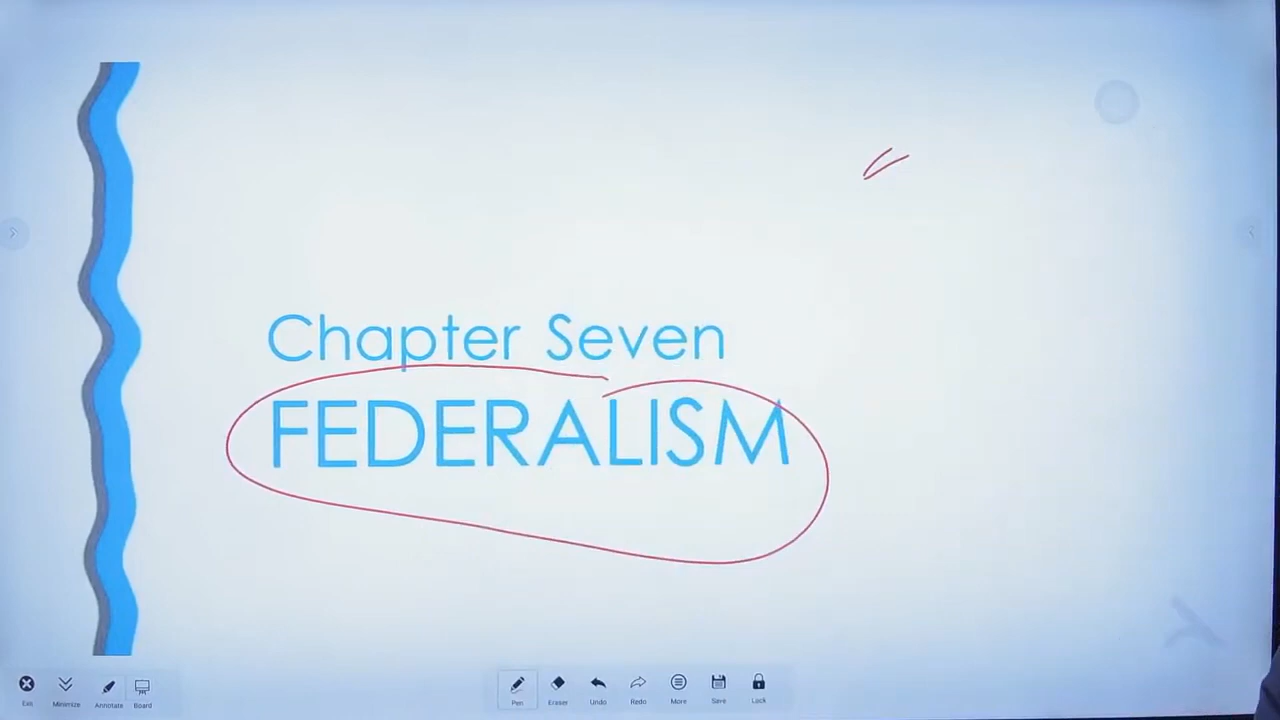 Chapter Seven
FEDERALISM
Exit Minimize Annotate Board Pen Eraser Undo Redo More Save Lock